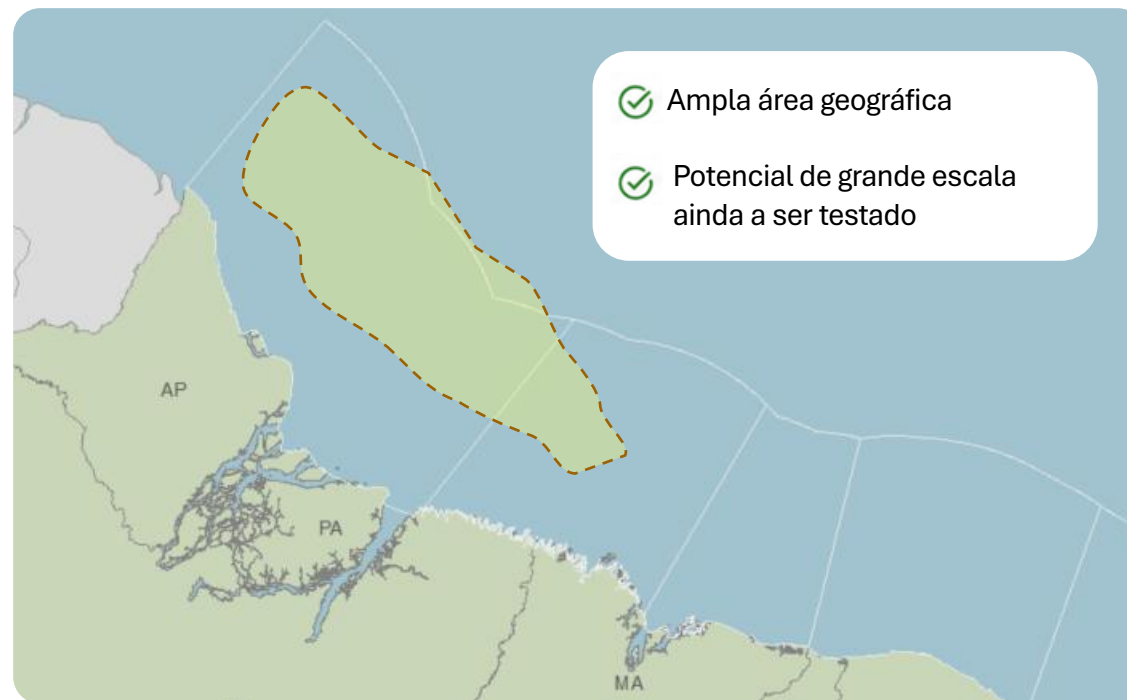 Ampla área geográfica
Potencial de grande escala
ainda a ser testado
AP
PA
MA